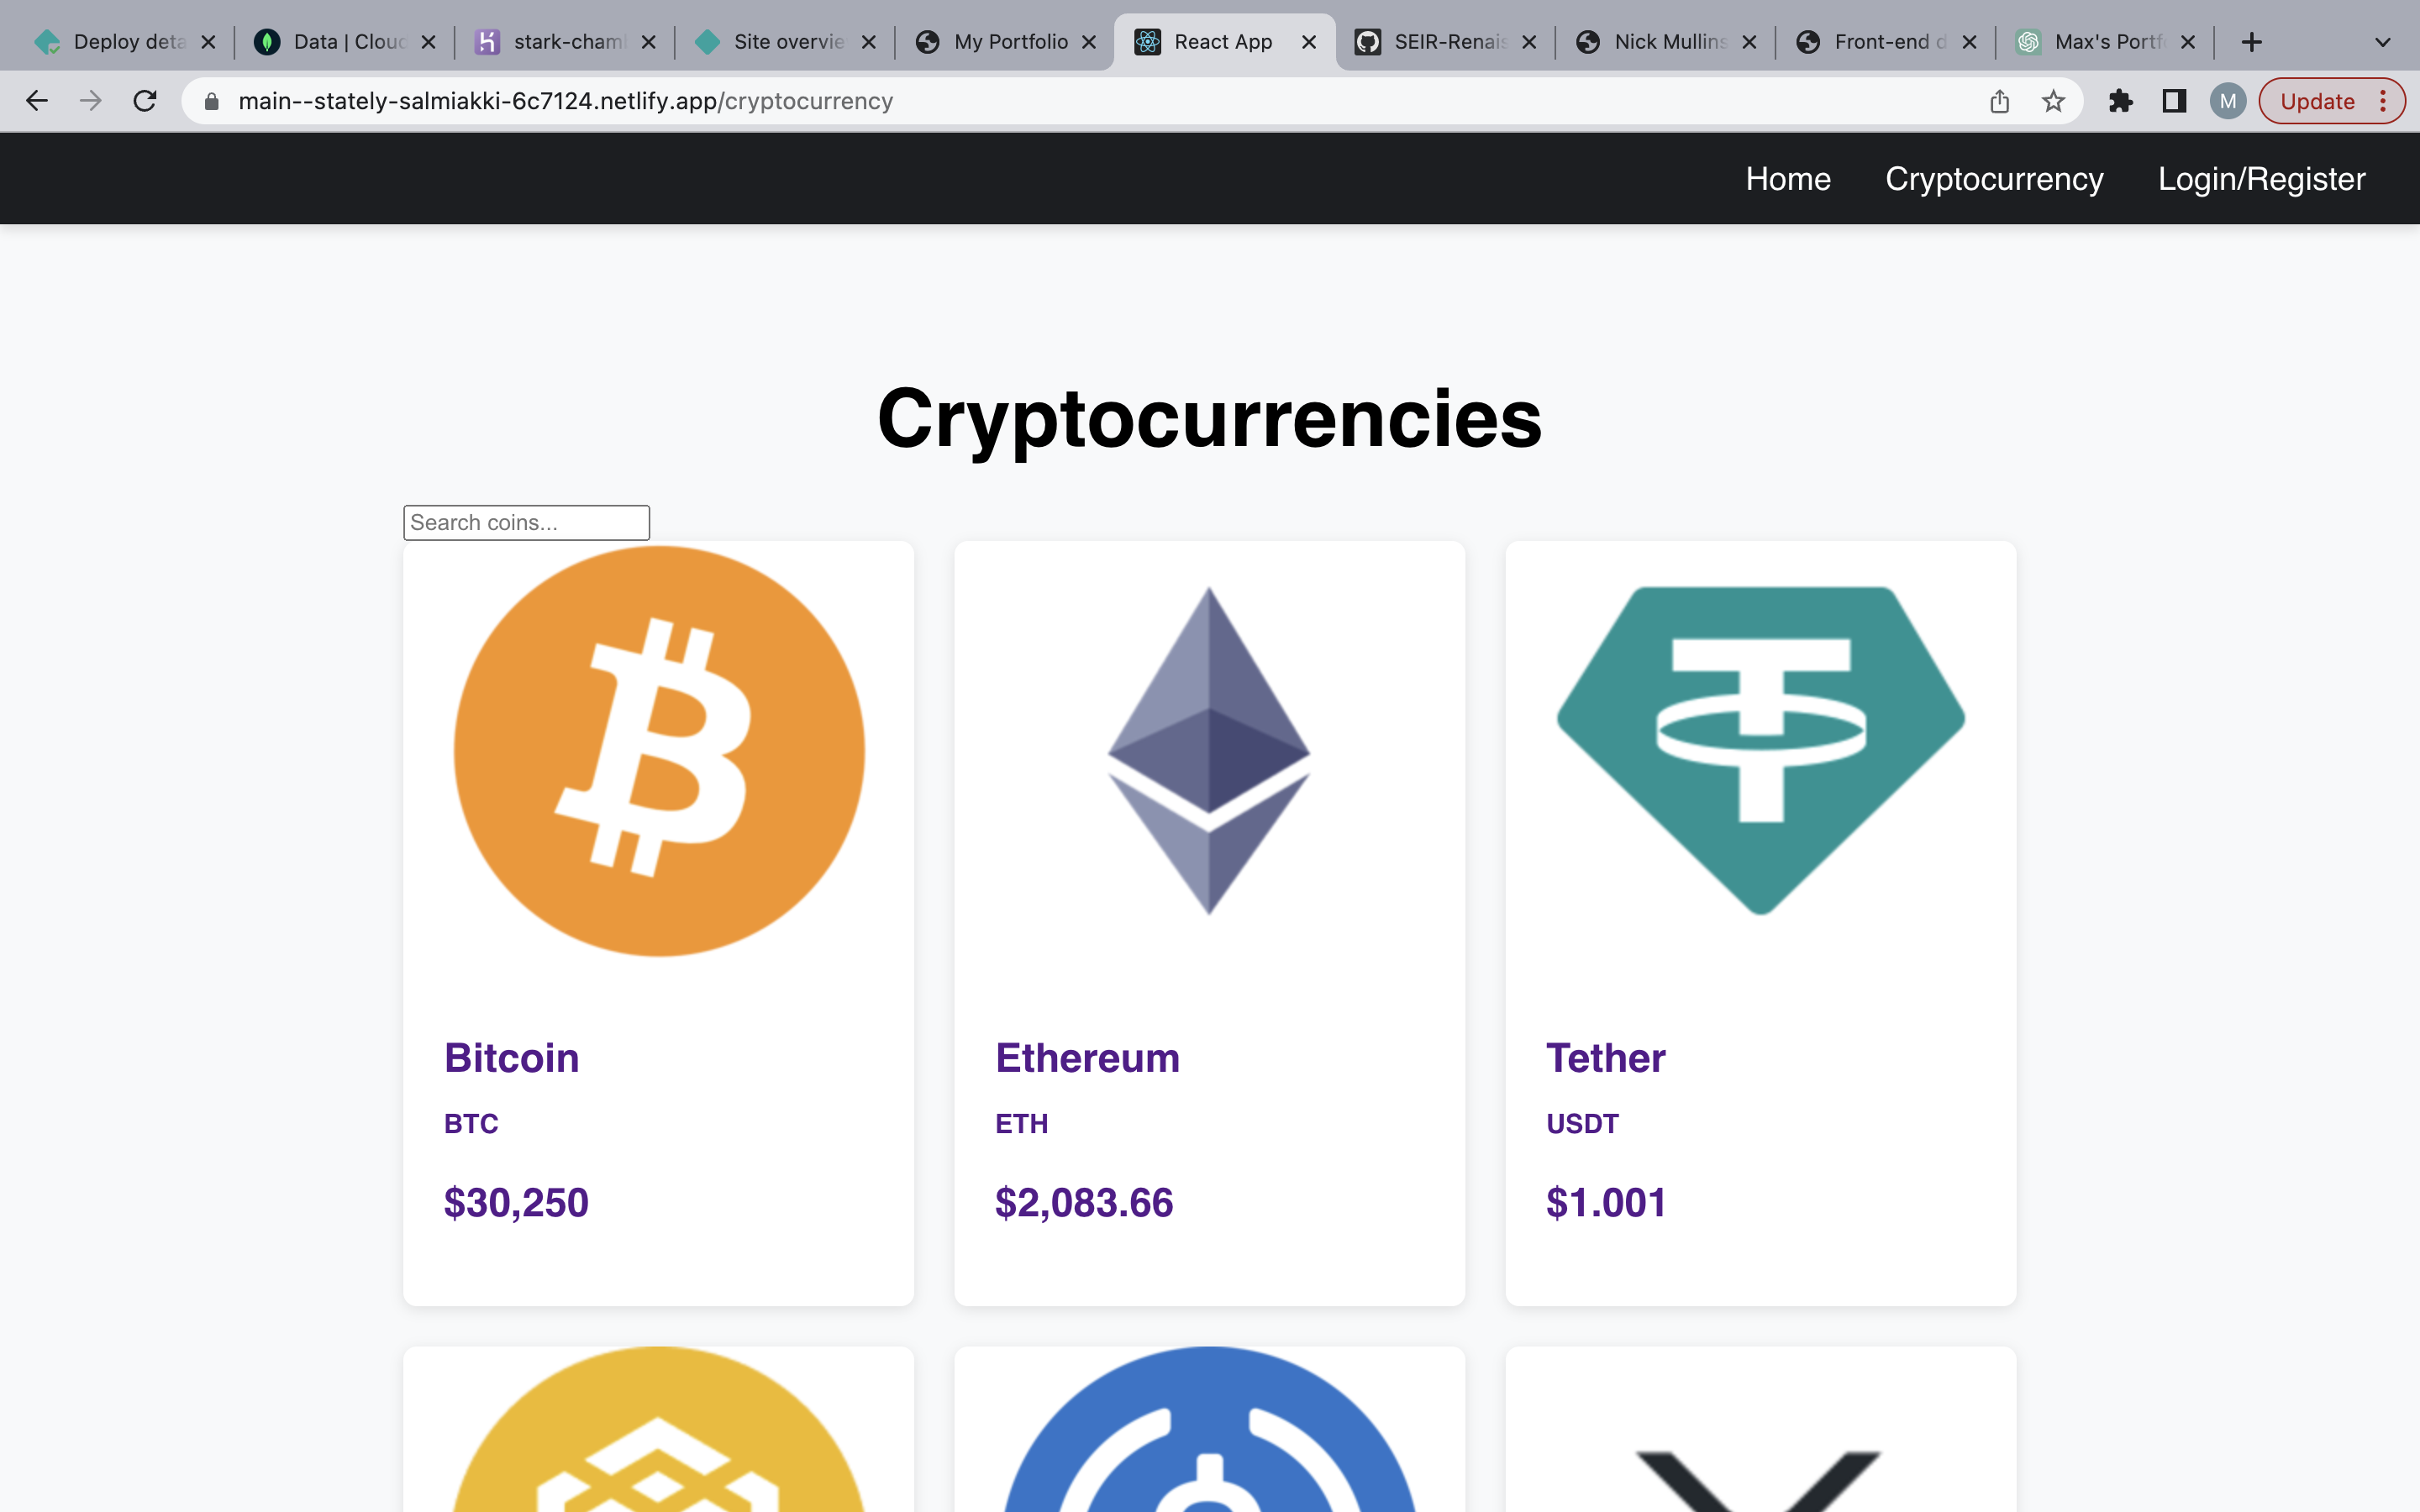 Deploy deta
Data | Clouc
stark-cham
Site overvie
My Portfolio
React App
SEIR-Renais
Nick Mullins
Front-end d
Max's Portf
main--stately-salmiakki-6c7124.netlify.app/cryptocurrency
M
Update
Home Cryptocurrency Login/Register
Cryptocurrencies
Search coins...
Bitcoin
BTC
$30,250
Ethereum
ETH
$2,083.66
Tether
USDT
$1.001